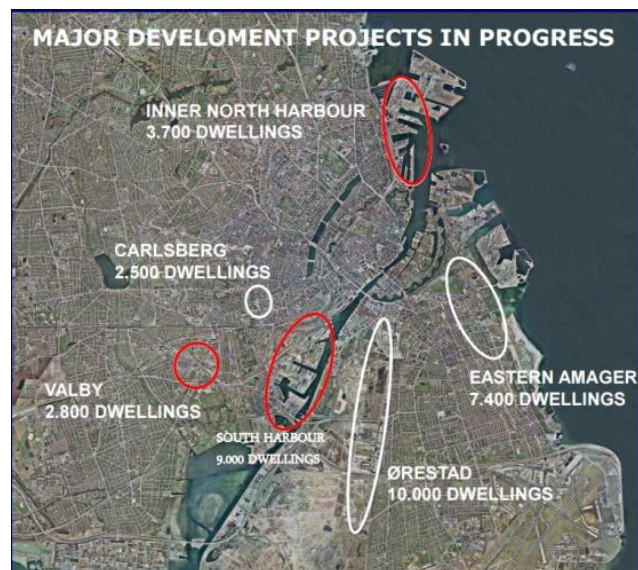 MAJOR DEVELOMENT PROJECTS IN PROGRESS
INNER NORTH HARBOUR
3.700 DWELLINGS
CARLSBERG
2.500 DWELLINGS
EASTERN AMAGER
7.400 DWELLINGS
VALBY
2.800 DWELLINGS
SOUTH HARBOUR
9.000 DWELLINGS
ØRESTAD
10.000 DWELLINGS